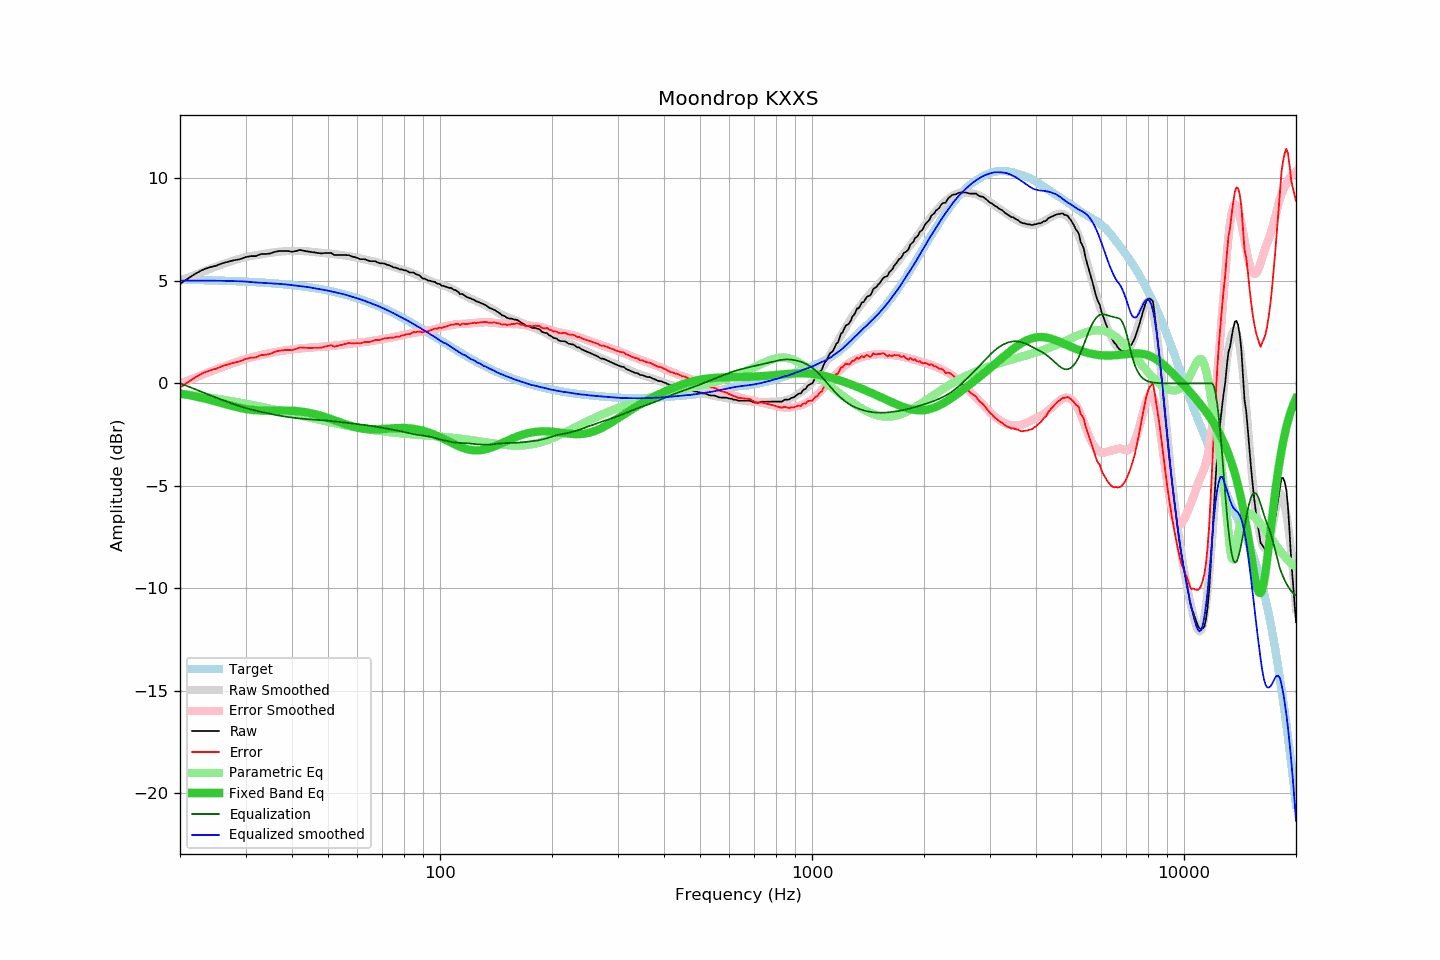 Moondrop KXXS
Amplitude (dBr)
10
5
0
−5
−10
−15
−20
Target
Raw Smoothed
Error Smoothed
Raw
Error
Parametric Eq
Fixed Band Eq
Equalization
Equalized smoothed
100
1000
10000
Frequency (Hz)